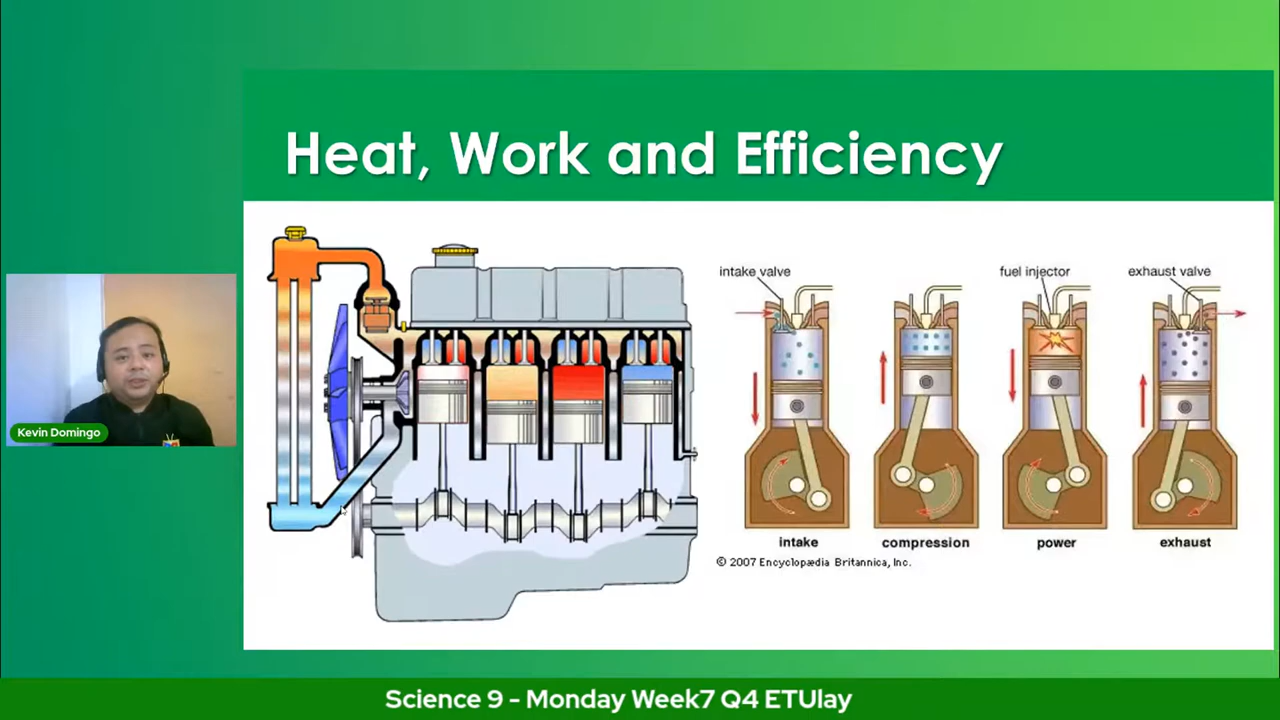 Heat, Work and Efficiency
intake valve
fuel injector
exhaust valve
intake
compression
power
exhaust
© 2007 Encyclopædia Britannica, Inc.
Kevin Domingo
Science 9 - Monday Week7 Q4 ETUlay